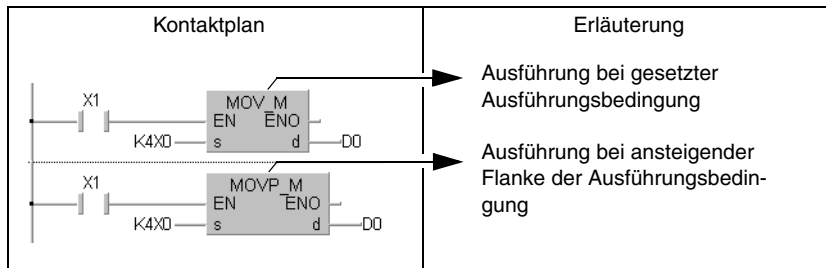 Kontaktplan
Erläuterung
X1
MOV_M
EN ENO
K4X0 s d D0
Ausführung bei gesetzter
Ausführungsbedingung
X1
MOVP_M
EN ENO
K4X0 s d D0
Ausführung bei ansteigender
Flanke der Ausführungsbedin-
gung